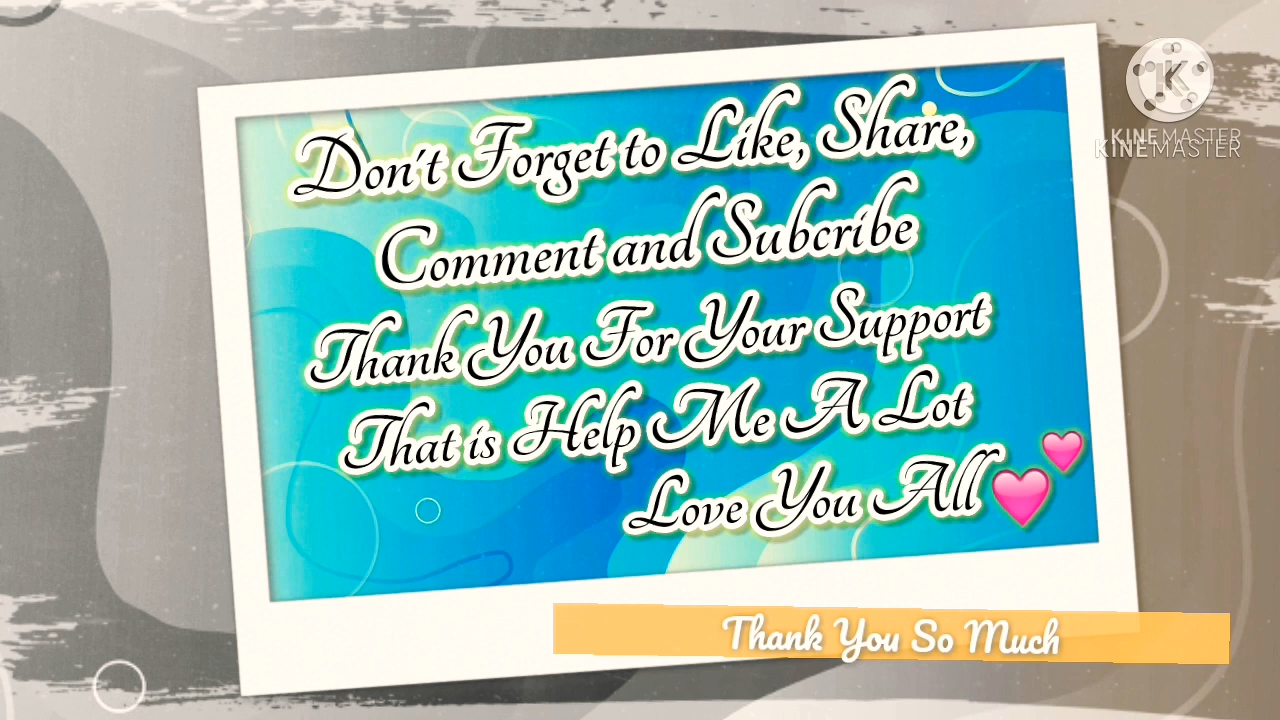 Don't Forget to Like, Share,
Comment and Subcribe
Thank You For Your Support
That is Help Me A Lot
Love You All 💕
Thank You So Much
K
KINEMASTER
KINEMASTER